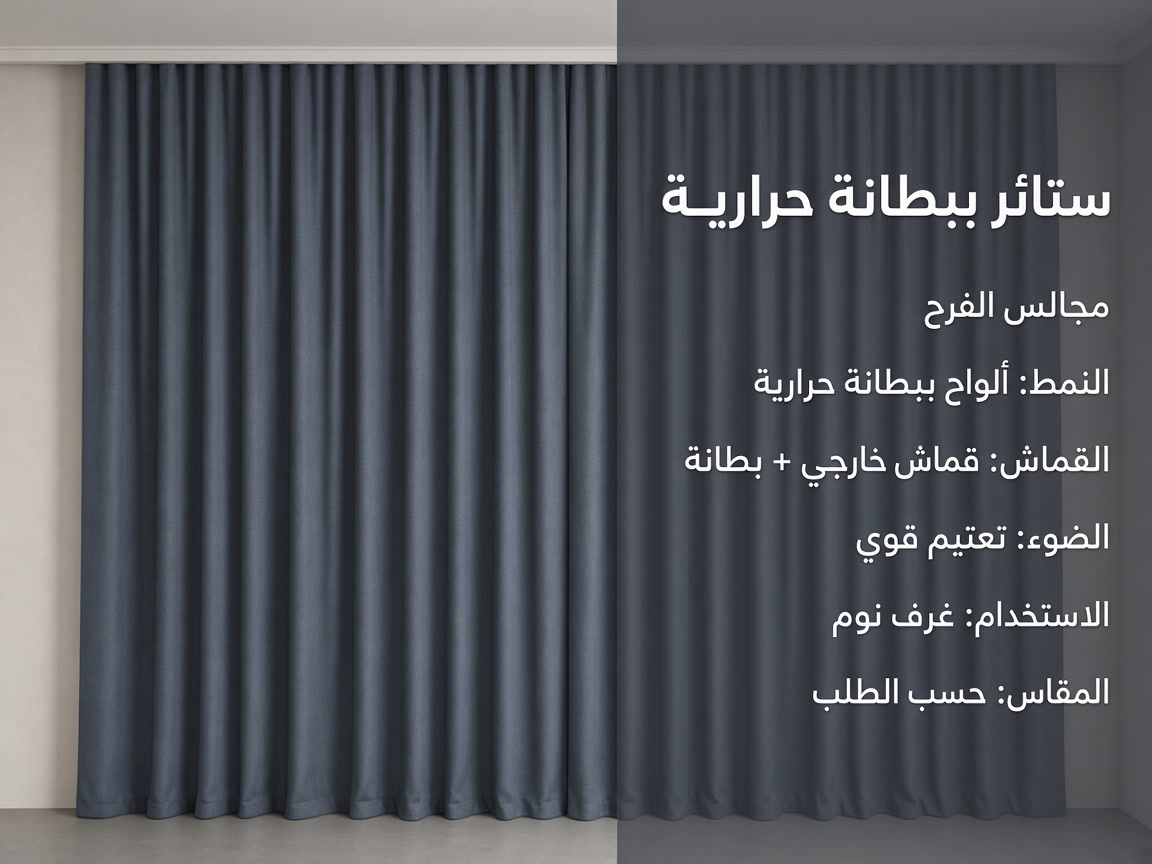 ستائر ببطانة حراريـة
مجالس الفرح
النمط: ألواح ببطانة حرارية
القماش: قماش خارجي + بطانة
الضوء: تعتيم قوي
الاستخدام: غرف نوم
المقاس: حسب الطلب